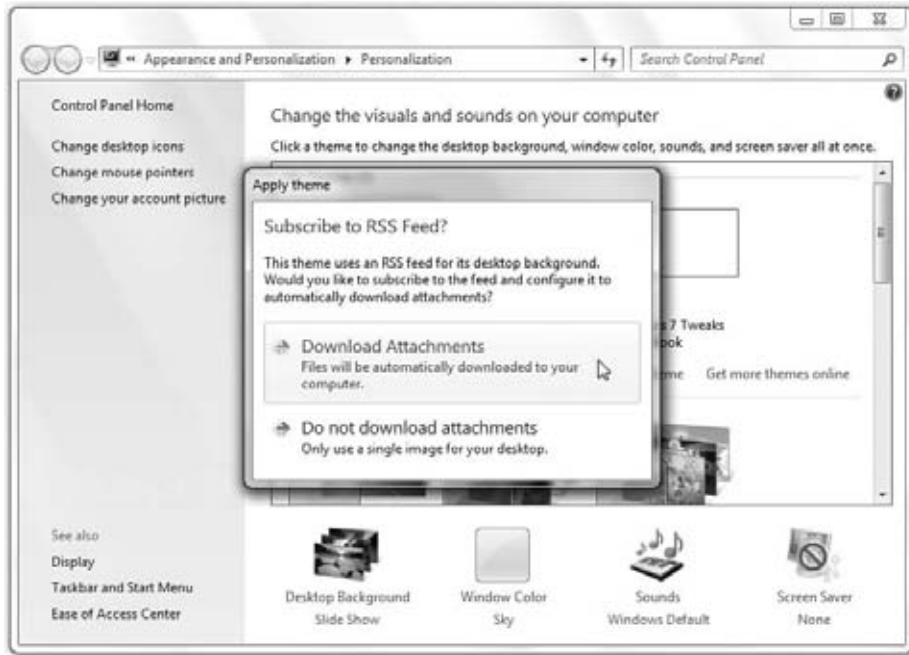 « Appearance and Personalization ▸ Personalization
Search Control Panel
Control Panel Home
Change desktop icons
Change mouse pointers
Change your account picture
Change the visuals and sounds on your computer
Click a theme to change the desktop background, window color, sounds, and screen saver all at once.
Apply theme
Subscribe to RSS Feed?
This theme uses an RSS feed for its desktop background.
Would you like to subscribe to the feed and configure it to
automatically download attachments?
Download Attachments
Files will be automatically downloaded to your
computer.
Do not download attachments
Only use a single image for your desktop.
7 Tweaks
Get more themes online
See also
Display
Taskbar and Start Menu
Ease of Access Center
Desktop Background
Slide Show
Window Color
Sky
Sounds
Windows Default
Screen Saver
None